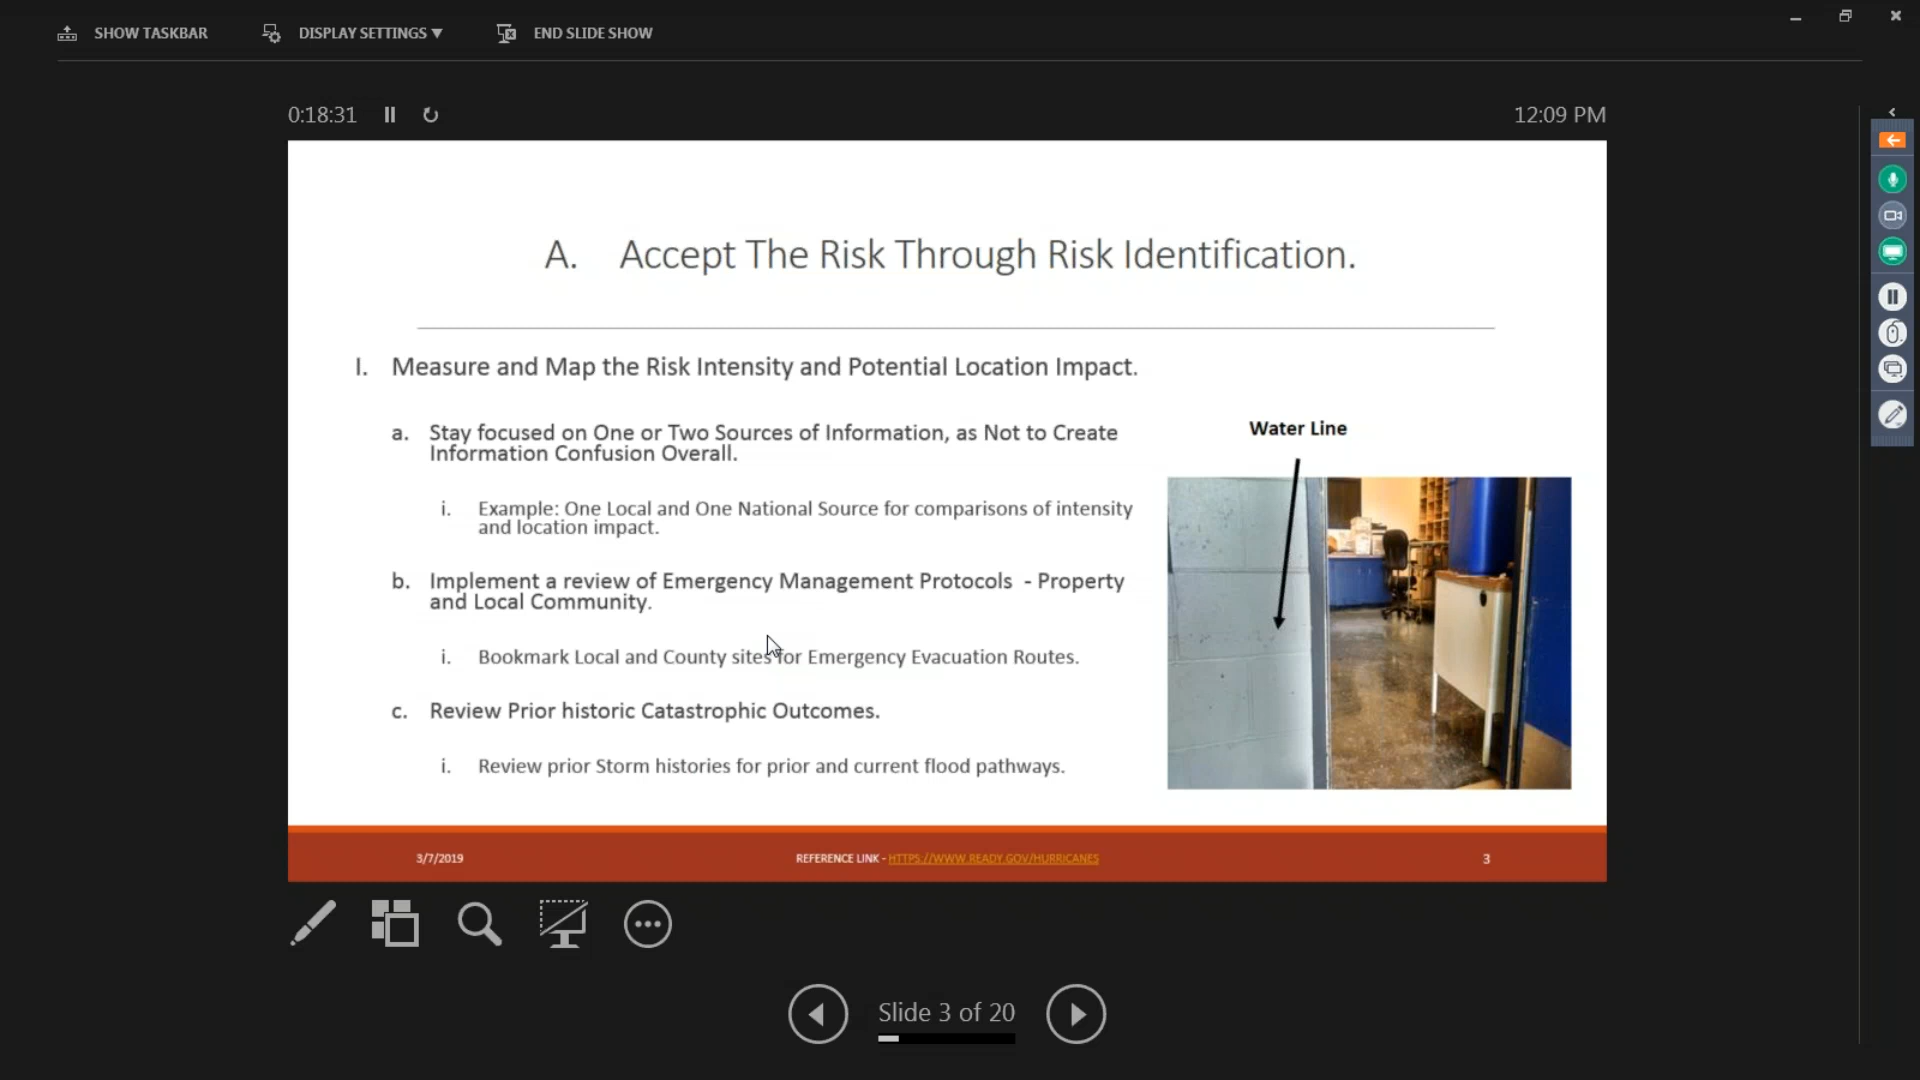 SHOW TASKBAR DISPLAY SETTINGS ▼ END SLIDE SHOW
0:18:31 12:09 PM
A. Accept The Risk Through Risk Identification.
I. Measure and Map the Risk Intensity and Potential Location Impact.
a. Stay focused on One or Two Sources of Information, as Not to Create
Information Confusion Overall.
i. Example: One Local and One National Source for comparisons of intensity
and location impact.
b. Implement a review of Emergency Management Protocols - Property
and Local Community.
i. Bookmark Local and County sites for Emergency Evacuation Routes.
c. Review Prior historic Catastrophic Outcomes.
i. Review prior Storm histories for prior and current flood pathways.
Water Line
3/7/2019 REFERENCE LINK - HTTPS://WWW.READY.GOV/HURRICANES 3
Slide 3 of 20